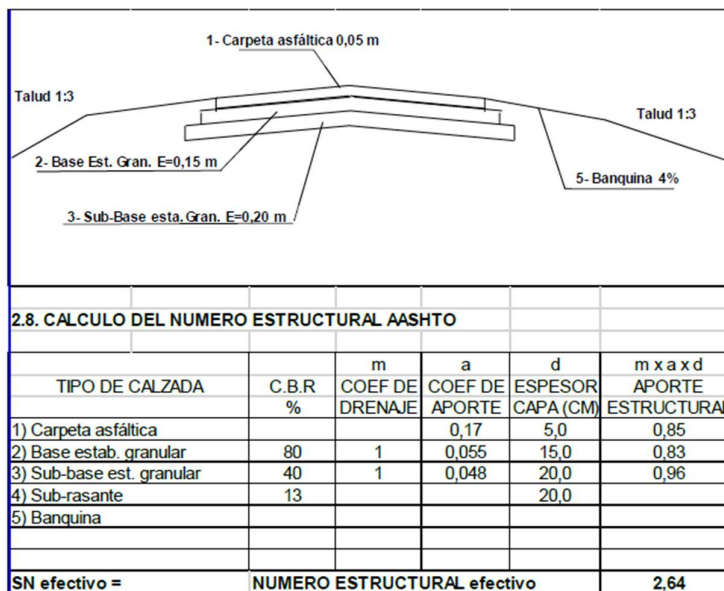 1- Carpeta asfáltica 0,05 m
Talud 1:3
Talud 1:3
2- Base Est. Gran. E=0,15 m
5- Banquina 4%
3- Sub-Base esta. Gran. E=0,20 m
2.8. CALCULO DEL NUMERO ESTRUCTURAL AASHTO
m a d m x a x d
TIPO DE CALZADA C.B.R COEF DE COEF DE ESPESOR APORTE
% DRENAJE APORTE CAPA (CM) ESTRUCTURAL
1) Carpeta asfáltica 0,17 5,0 0,85
2) Base estab. granular 80 1 0,055 15,0 0,83
3) Sub-base est. granular 40 1 0,048 20,0 0,96
4) Sub-rasante 13 20,0
5) Banquina
SN efectivo = NUMERO ESTRUCTURAL efectivo 2,64